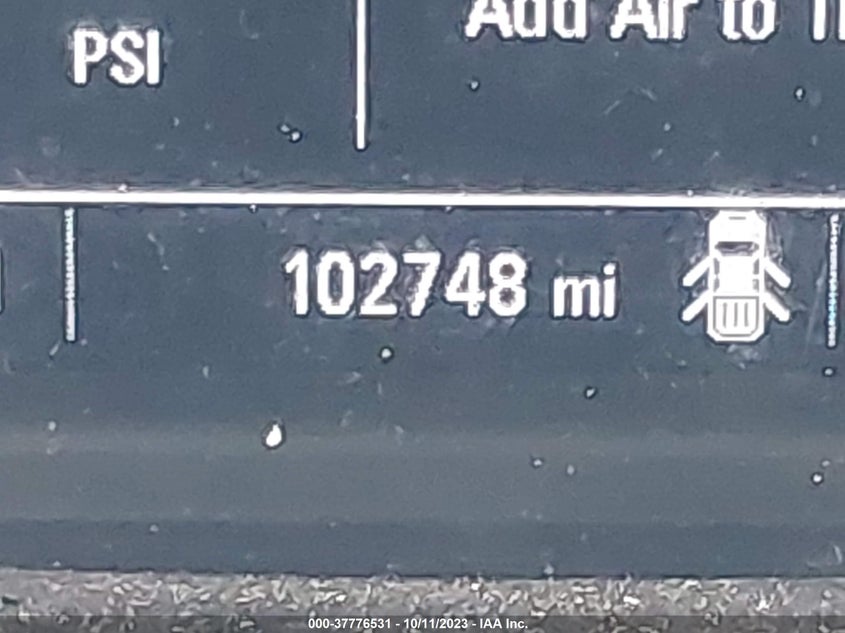 PSI
Add Air to
102748 mi
000-37776531 - 10/11/2023 - IAA Inc.